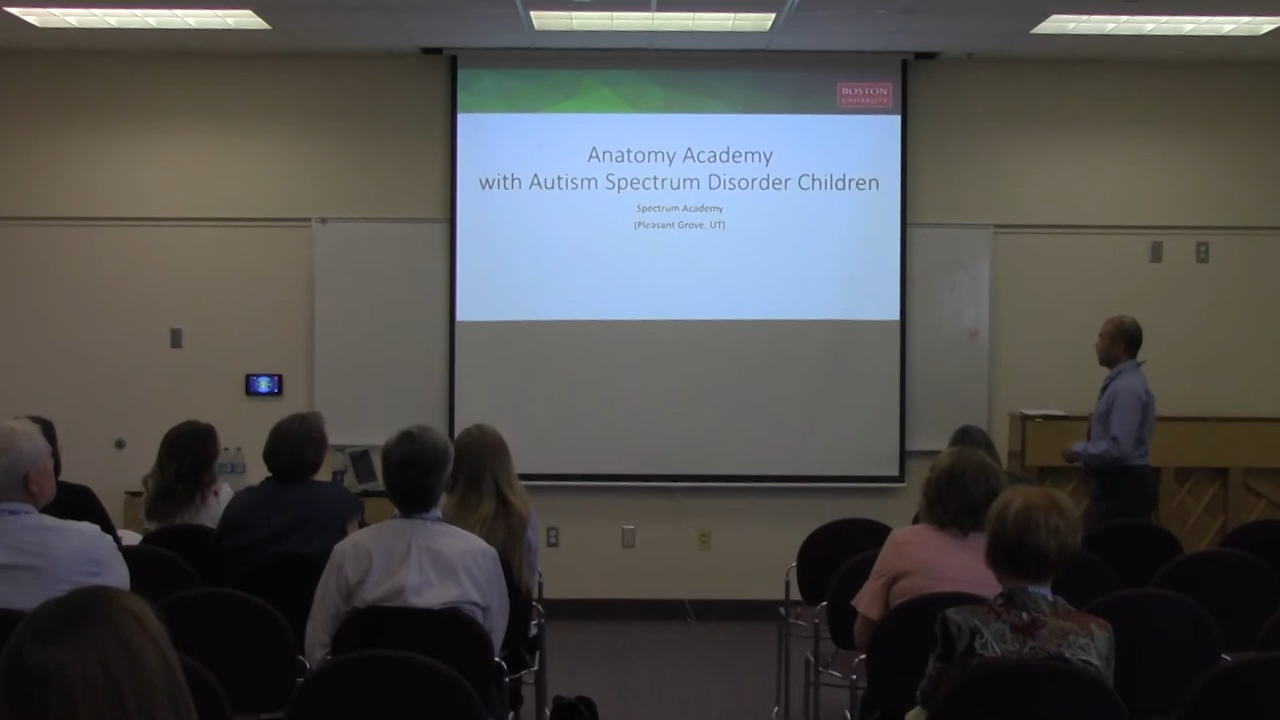 BOSTON
UNIVERSITY
Anatomy Academy
with Autism Spectrum Disorder Children
Spectrum Academy
(Pleasant Grove, UT)